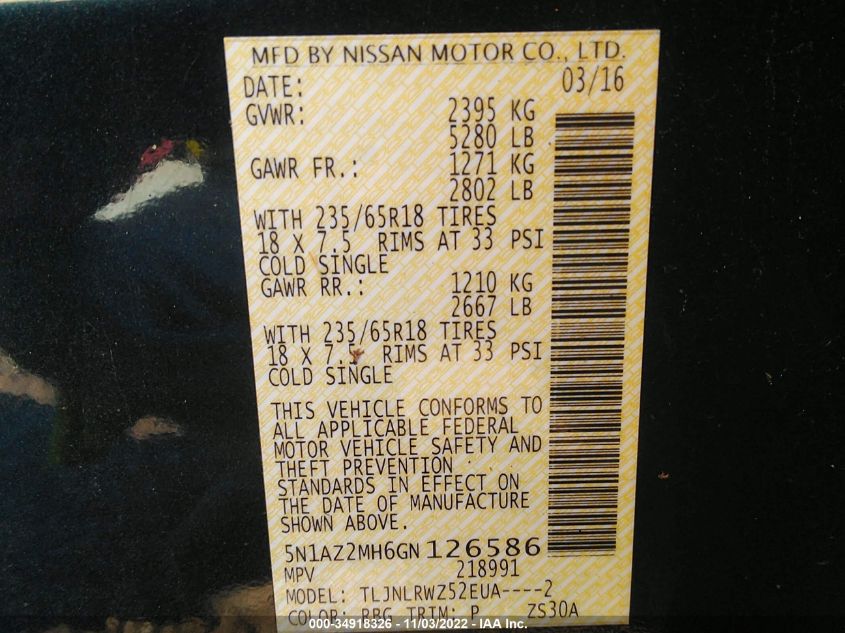 MFD BY NISSAN MOTOR CO., LTD.
DATE: 03/16
GVWR: 2395 KG
5280 LB
GAWR FR.: 1271 KG
2802 LB
WITH 235/65R18 TIRES
18 X 7.5 RIMS AT 33 PSI
COLD SINGLE
GAWR RR.: 1210 KG
2667 LB
WITH 235/65R18 TIRES
18 X 7.5 RIMS AT 33 PSI
COLD SINGLE
THIS VEHICLE CONFORMS TO
ALL APPLICABLE FEDERAL
MOTOR VEHICLE SAFETY AND
THEFT PREVENTION
STANDARDS IN EFFECT ON
THE DATE OF MANUFACTURE
SHOWN ABOVE.
5N1AZ2MH6GN126586
MPV 218991
MODEL: TLJNLRWZ52EUA----2
COLOR: RBG TRIM: P ZS30A
000-34918326 - 11/03/2022 - IAA Inc.